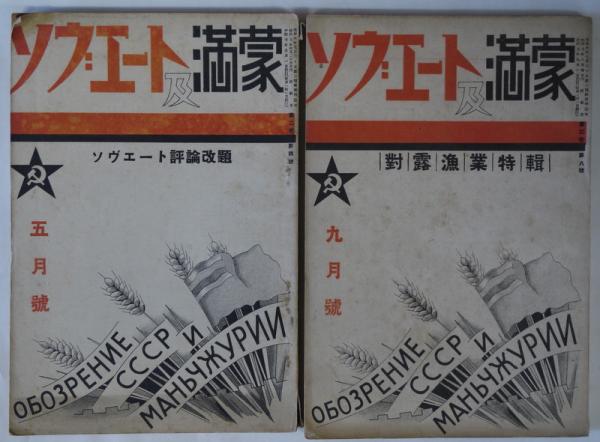 ソヴエート及満蒙
ソヴエート評論改題
五月號
ОБОЗРЕНИЕ
СССР И
МАНЬЧЖУРИИ
ソヴエート及満蒙
對露漁業特輯
九月號
ОБОЗРЕНИЕ
СССР И
МАНЬЧЖУРИИ